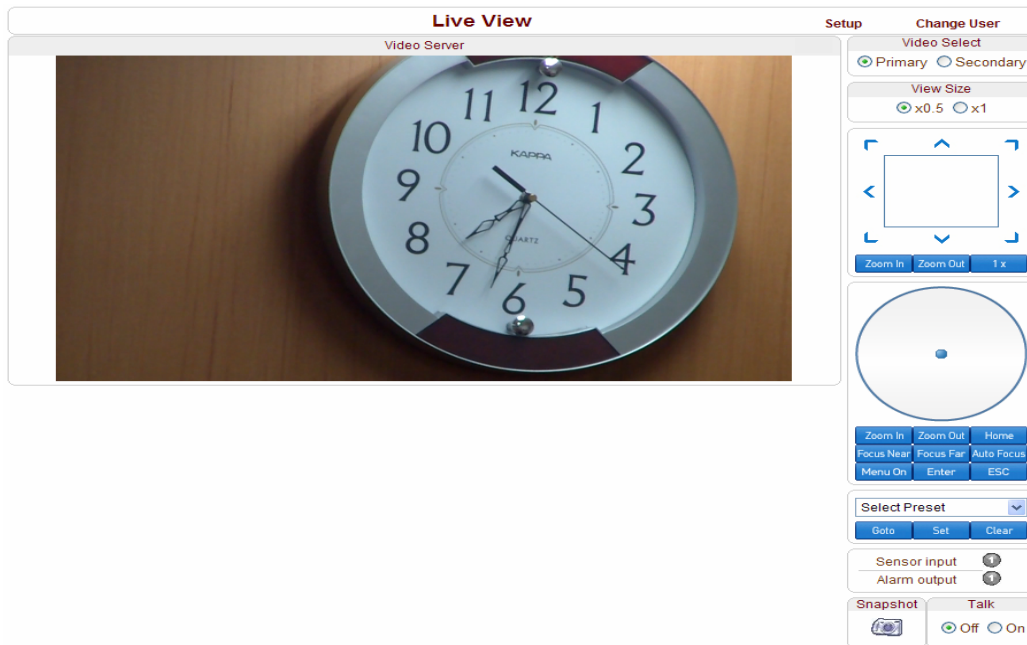 Live View
Setup Change User
Video Server
12
1
2
3
4
5
6
7
8
9
10
11
KAPPA
QUARTZ
Video Select
Primary Secondary
View Size
x0.5 x1
Zoom In Zoom Out 1 x
Zoom In Zoom Out Home
Focus Near Focus Far Auto Focus
Menu On Enter ESC
Select Preset
Goto Set Clear
Sensor input 1
Alarm output 1
Snapshot Talk
Off On